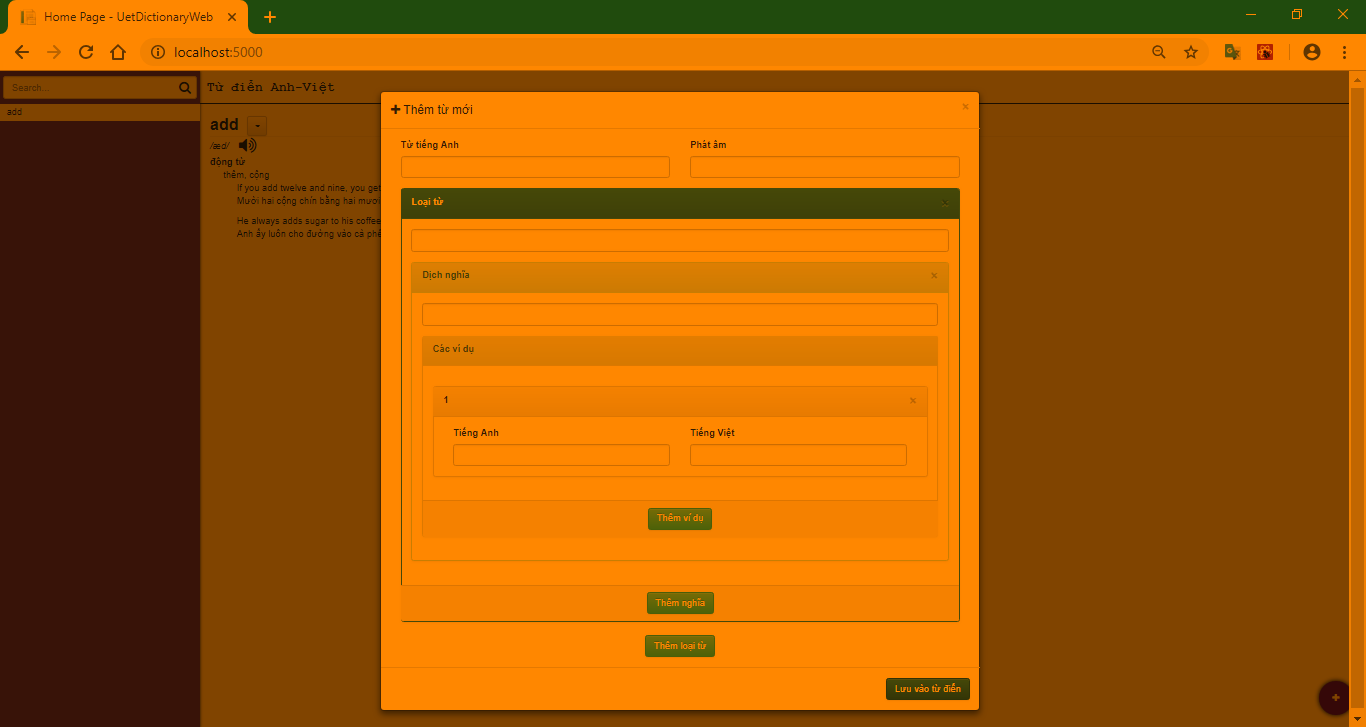 Home Page - UetDictionaryWeb
localhost:5000
Search...
Từ điển Anh-Việt
add
add
/æd/
động từ
thêm, cộng
If you add twelve and nine, you get
Mười hai cộng chín bằng hai mươi
He always adds sugar to his coffee
Anh ấy luôn cho đường vào cà phê
Thêm từ mới
Từ tiếng Anh
Phát âm
Loại từ
Dịch nghĩa
Các ví dụ
1
Tiếng Anh
Tiếng Việt
Thêm ví dụ
Thêm nghĩa
Thêm loại từ
Lưu vào từ điển